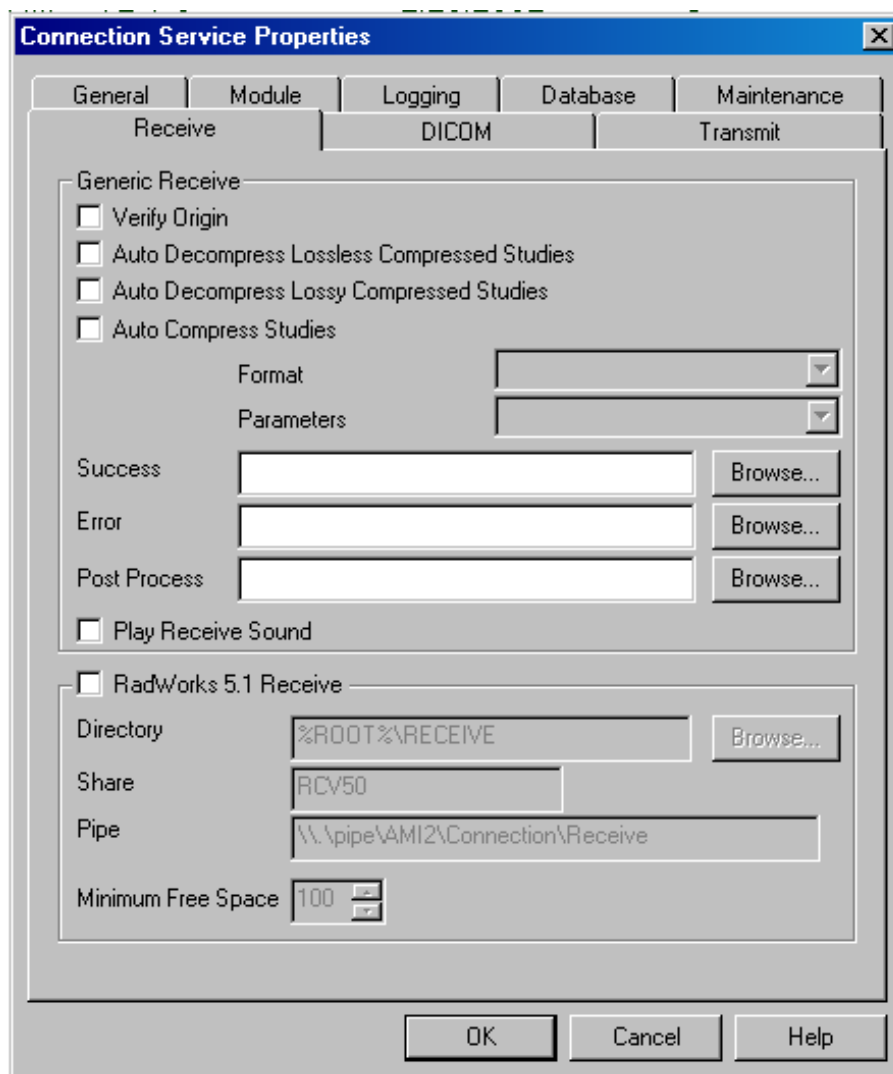 Connection Service Properties
General Module Logging Database Maintenance
Receive DICOM Transmit
Generic Receive
Verify Origin
Auto Decompress Lossless Compressed Studies
Auto Decompress Lossy Compressed Studies
Auto Compress Studies
Format
Parameters
Success Browse...
Error Browse...
Post Process Browse...
Play Receive Sound
RadWorks 5.1 Receive
Directory %ROOT%\RECEIVE Browse...
Share RCV50
Pipe \\.\pipe\AMI2\Connection\Receive
Minimum Free Space 100
OK Cancel Help